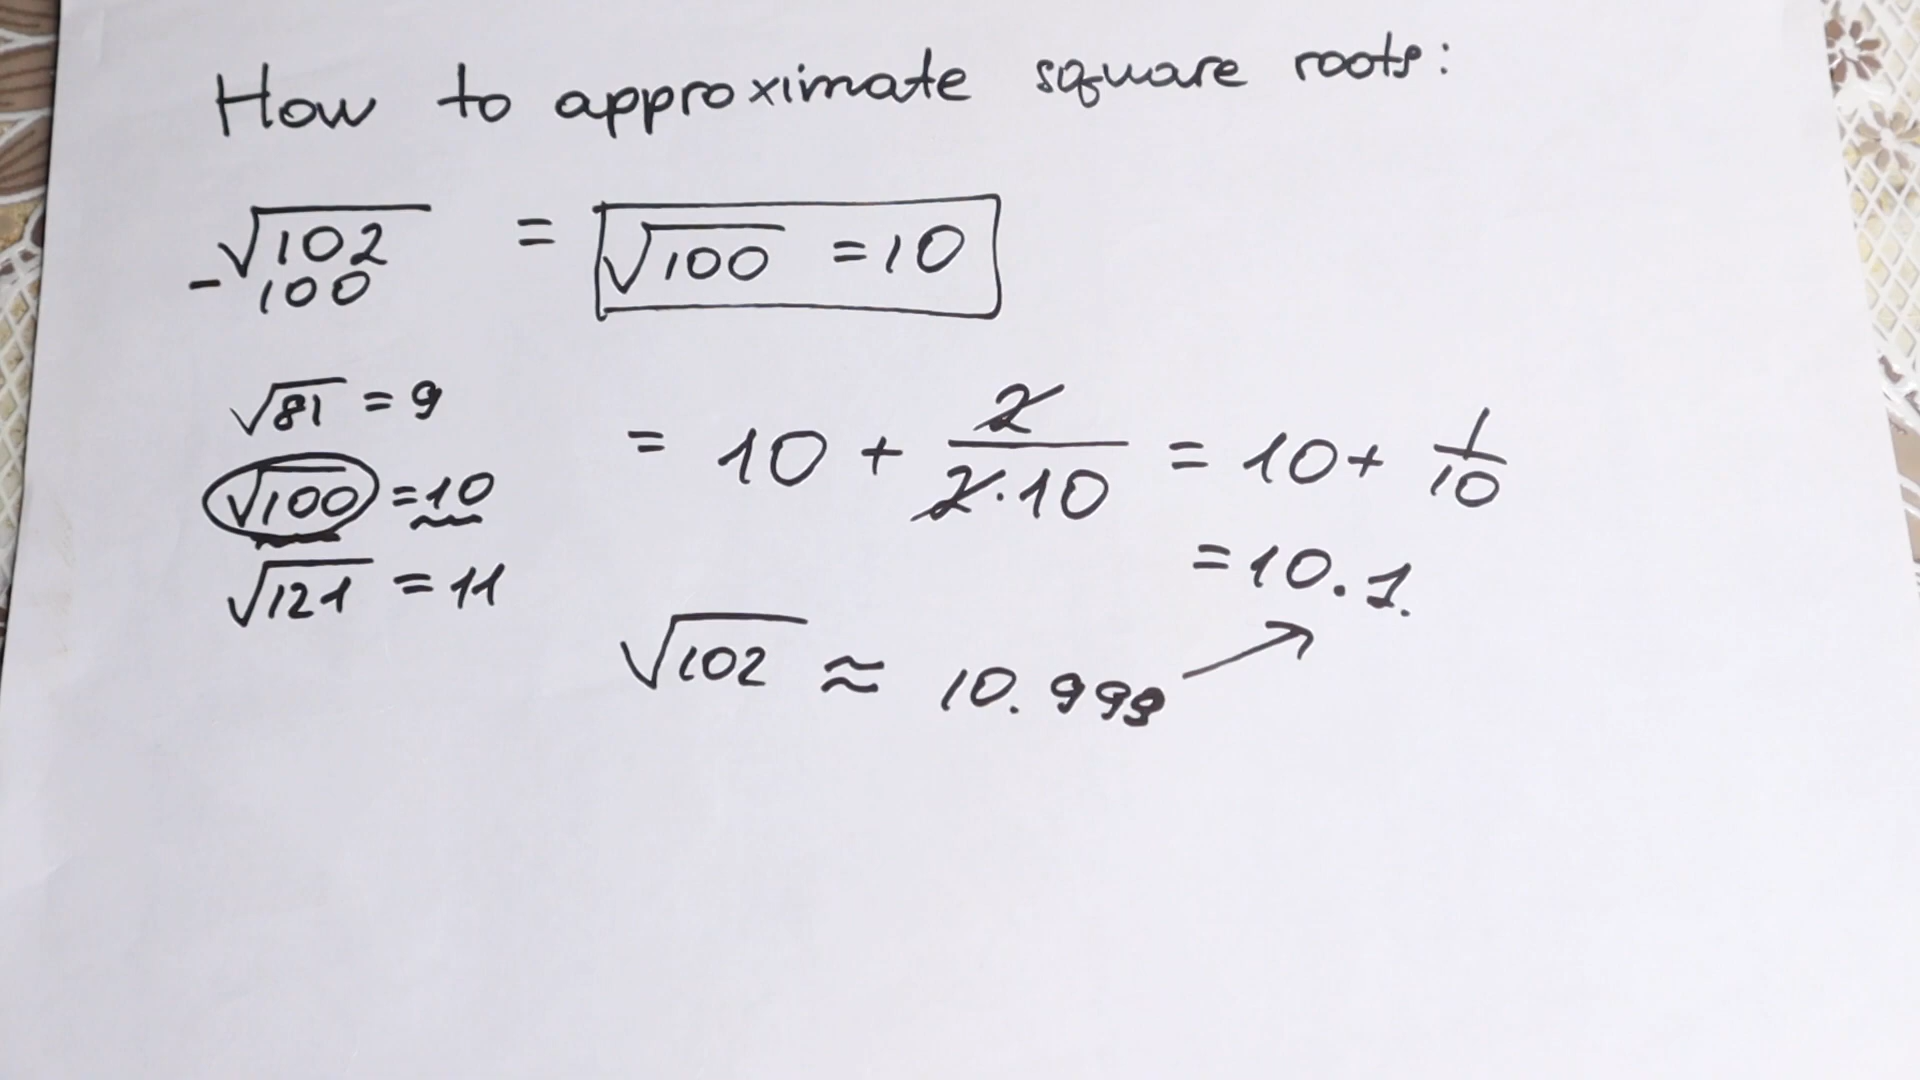 How to approximate square roots:
√102 = √100 = 10
- 100
√81 = 9
√100 = 10
√121 = 11
= 10 + 2/2·10 = 10 + 1/10
= 10.1.
√102 ≈ 10.999